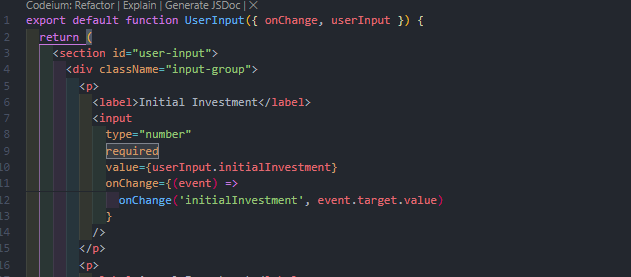 Codeium: Refactor | Explain | Generate JSDoc | ×
1 export default function UserInput({ onChange, userInput }) {
2 return (
3 <section id="user-input">
4 <div className="input-group">
5 <p>
6 <label>Initial Investment</label>
7 <input
8 type="number"
9 required
10 value={userInput.initialInvestment}
11 onChange={(event) =>
12 onChange('initialInvestment', event.target.value)
13 }
14 />
15 </p>
16 <p>